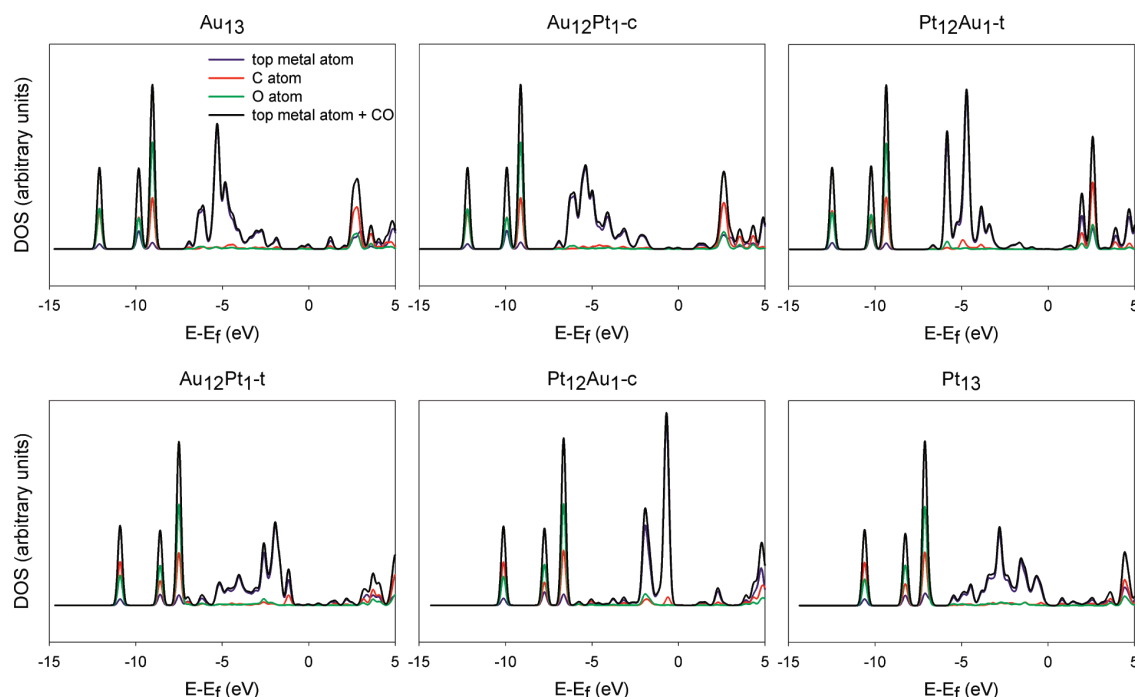 Au13
Au12Pt1-c
Pt12Au1-t
top metal atom
C atom
O atom
top metal atom + CO
DOS (arbitrary units)
-15 -10 -5 0 5
-15 -10 -5 0 5
-15 -10 -5 0 5
E-Ef (eV)
E-Ef (eV)
E-Ef (eV)
Au12Pt1-t
Pt12Au1-c
Pt13
DOS (arbitrary units)
-15 -10 -5 0 5
-15 -10 -5 0 5
-15 -10 -5 0 5
E-Ef (eV)
E-Ef (eV)
E-Ef (eV)